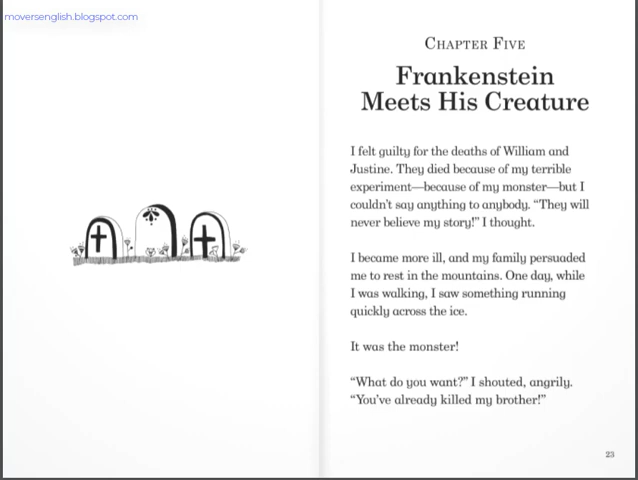 moversenglish.blogspot.com
CHAPTER FIVE
Frankenstein
Meets His Creature
I felt guilty for the deaths of William and
Justine. They died because of my terrible
experiment—because of my monster—but I
couldn't say anything to anybody. “They will
never believe my story!” I thought.
I became more ill, and my family persuaded
me to rest in the mountains. One day, while
I was walking, I saw something running
quickly across the ice.
It was the monster!
“What do you want?” I shouted, angrily.
“You've already killed my brother!”
23